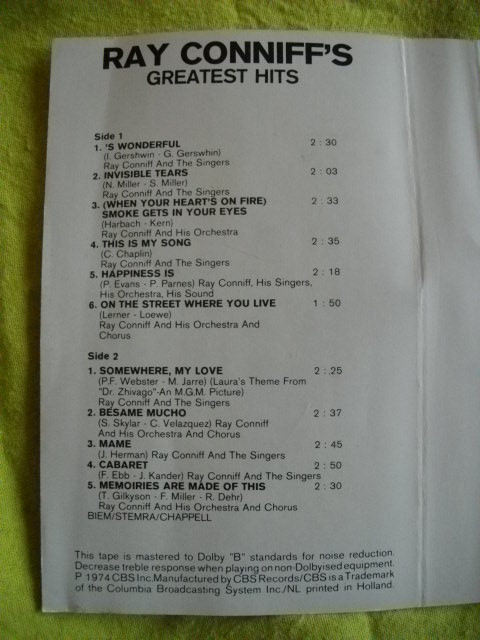 RAY CONNIFF'S
GREATEST HITS
Side 1
1. 'S WONDERFUL 2:30
(I. Gershwin - G. Gerswhin)
Ray Conniff And The Singers
2. INVISIBLE TEARS 2:03
(N. Miller - S. Miller)
Ray Conniff And The Singers
3. (WHEN YOUR HEART'S ON FIRE) 2:33
SMOKE GETS IN YOUR EYES
(Harbach - Kern)
Ray Conniff And His Orchestra
4. THIS IS MY SONG 2:35
(C. Chaplin)
Ray Conniff And The Singers
5. HAPPINESS IS 2:18
(P. Evans - P. Parnes) Ray Conniff, His Singers,
His Orchestra, His Sound
6. ON THE STREET WHERE YOU LIVE 1:50
(Lerner - Loewe)
Ray Conniff And His Orchestra And
Chorus
Side 2
1. SOMEWHERE, MY LOVE 2:.25
(P.F. Webster - M. Jarre) (Laura's Theme From
"Dr. Zhivago"-An M.G.M. Picture)
Ray Conniff And The Singers
2. BESAME MUCHO 2:37
(S. Skylar - C. Velazquez) Ray Conniff
And His Orchestra And Chorus
3. MAME 2:45
(J. Herman) Ray Conniff And The Singers
4. CABARET 2:50
(F. Ebb - J. Kander) Ray Conniff And The Singers
5. MEMOIRIES ARE MADE OF THIS 2:30
(T. Gilkyson - F. Miller - R. Dehr)
Ray Conniff And His Orchestra And Chorus
BIEM/STEMRA/CHAPPELL
This tape is mastered to Dolby "B" standards for noise reduction.
Decrease treble response when playing on non-Dolbyised equipment.
P 1974 CBS Inc. Manufactured by CBS Records/CBS is a Trademark
of the Columbia Broadcasting System Inc./NL printed in Holland.